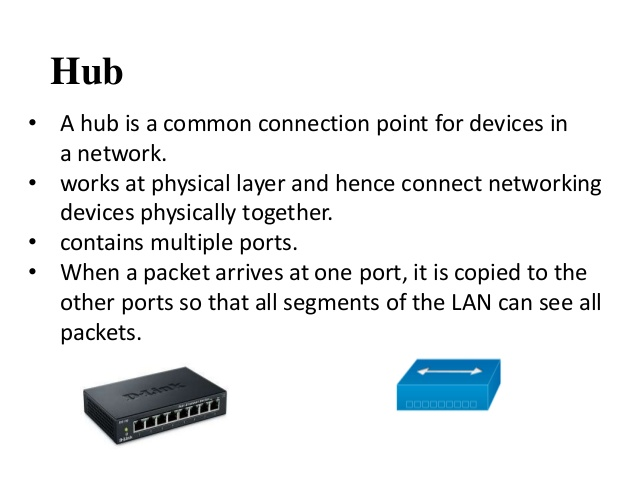 Hub
• A hub is a common connection point for devices in
a network.
• works at physical layer and hence connect networking
devices physically together.
• contains multiple ports.
• When a packet arrives at one port, it is copied to the
other ports so that all segments of the LAN can see all
packets.
D-Link